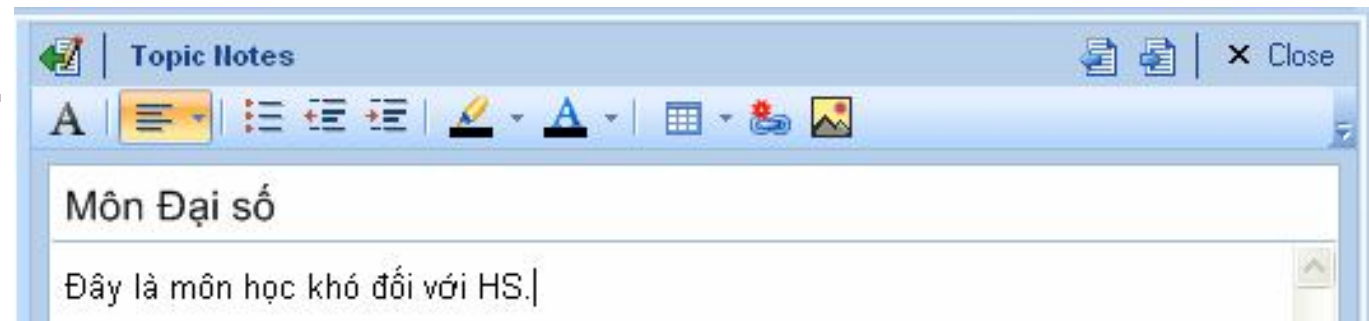 Topic Notes
Close
A
A
Môn Đại số
Đây là môn học khó đối với HS.